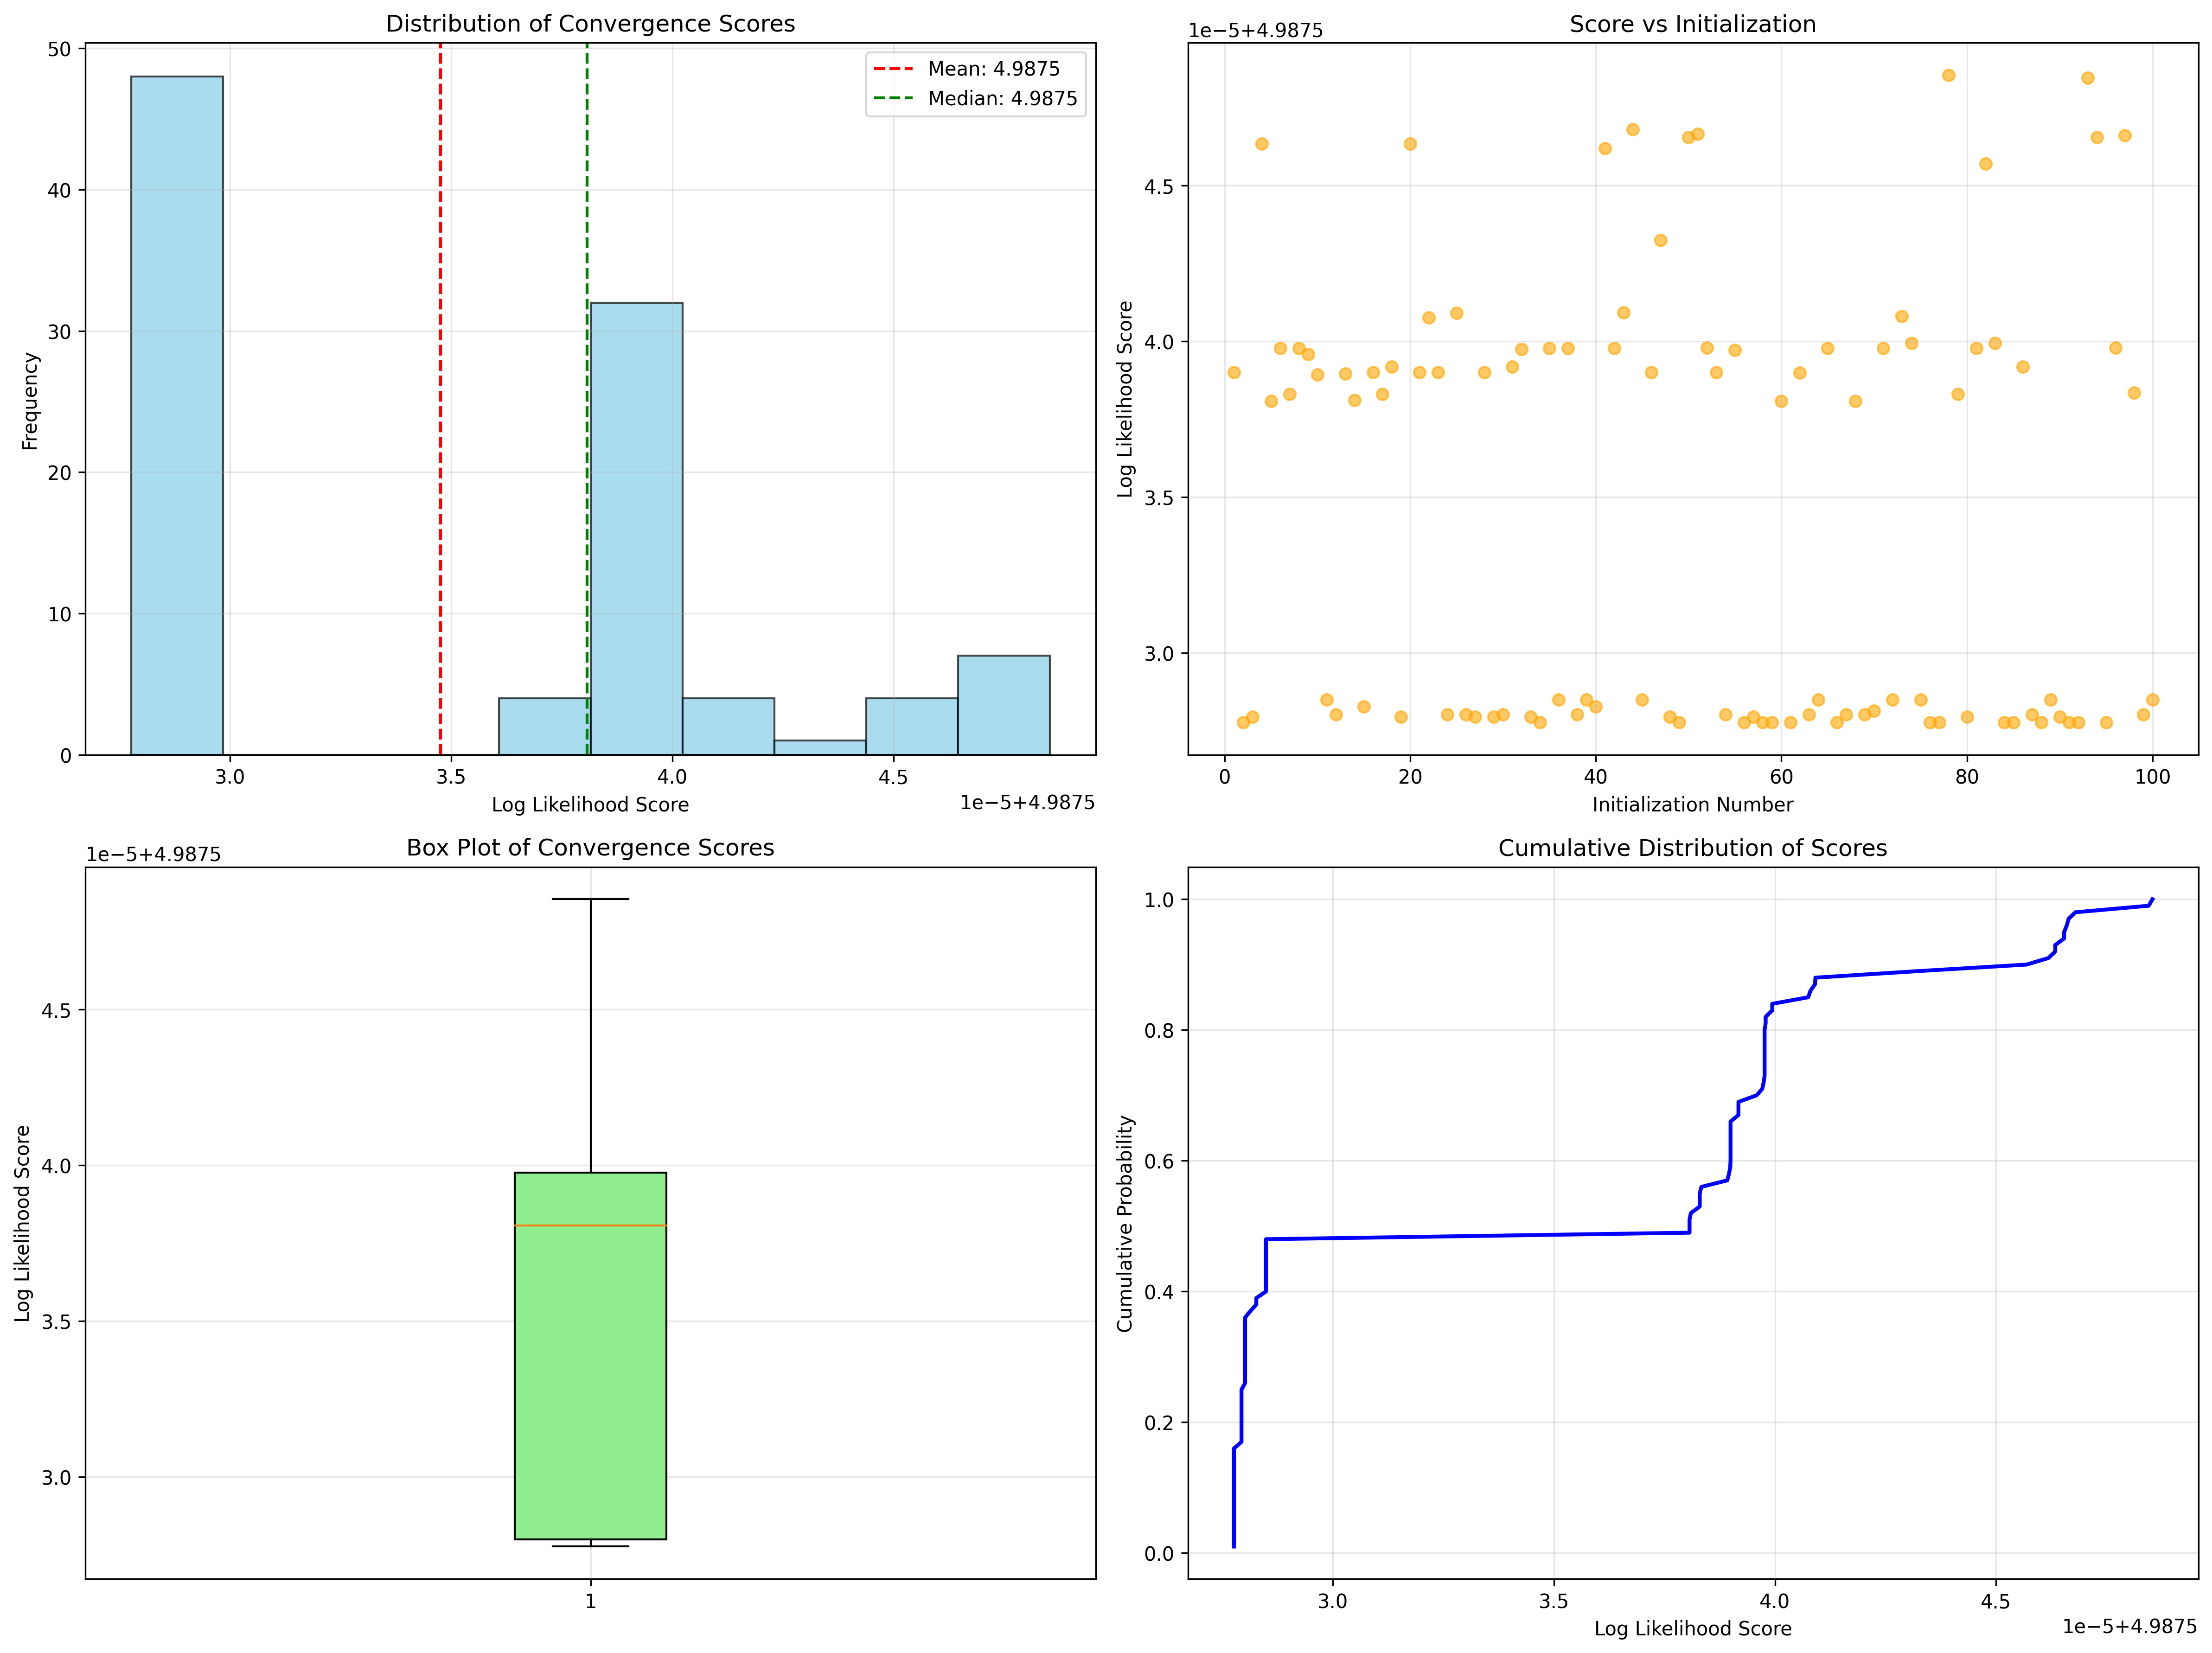 Distribution of Convergence Scores
50
40
30
20
10
0
Frequency
Mean: 4.9875
Median: 4.9875
3.0 3.5 4.0 4.5
Log Likelihood Score
1e−5+4.9875
Score vs Initialization
1e−5+4.9875
4.5
4.0
3.5
3.0
Log Likelihood Score
0 20 40 60 80 100
Initialization Number
Box Plot of Convergence Scores
1e−5+4.9875
4.5
4.0
3.5
3.0
Log Likelihood Score
1
Cumulative Distribution of Scores
1.0
0.8
0.6
0.4
0.2
0.0
Cumulative Probability
3.0 3.5 4.0 4.5
Log Likelihood Score
1e−5+4.9875